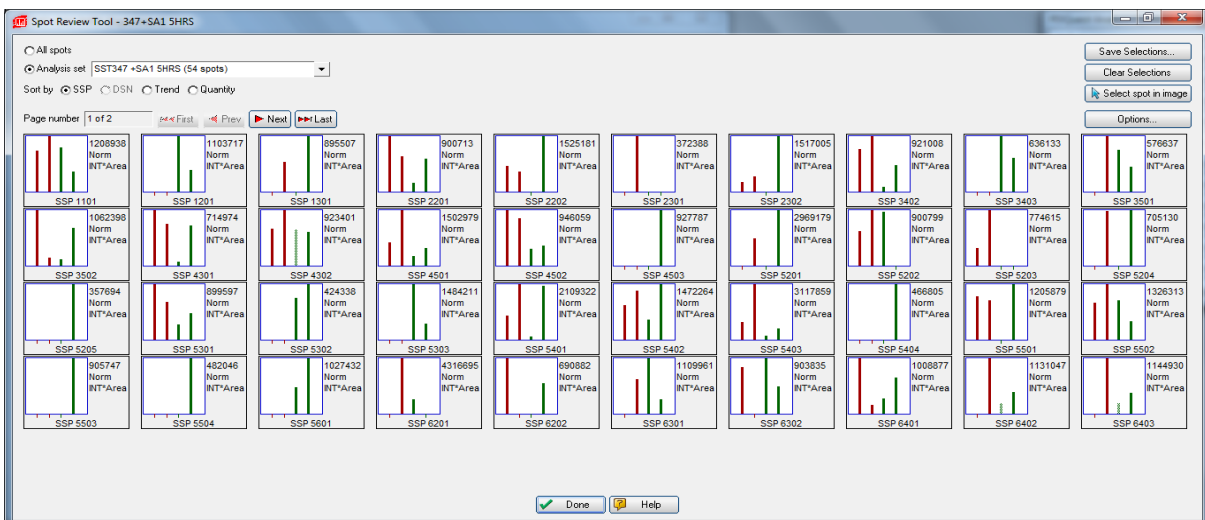 Spot Review Tool - 347+SA1 5HRS
All spots
Analysis set SST347 +SA1 5HRS (54 spots)
Sort by SSP DSN Trend Quantity
Page number 1 of 2 First Prev Next Last
Save Selections...
Clear Selections
Select spot in image
Options...
1208938 1103717 895507 900713 1525181 372388 1517005 921008 636133 576637
Norm Norm Norm Norm Norm Norm Norm Norm Norm Norm
INT*Area INT*Area INT*Area INT*Area INT*Area INT*Area INT*Area INT*Area INT*Area INT*Area
SSP 1101 SSP 1201 SSP 1301 SSP 2201 SSP 2202 SSP 2301 SSP 2302 SSP 3402 SSP 3403 SSP 3501
1062398 714974 923401 1502979 946059 927787 2969179 900799 774615 705130
Norm Norm Norm Norm Norm Norm Norm Norm Norm Norm
INT*Area INT*Area INT*Area INT*Area INT*Area INT*Area INT*Area INT*Area INT*Area INT*Area
SSP 3502 SSP 4301 SSP 4302 SSP 4501 SSP 4502 SSP 4503 SSP 5201 SSP 5202 SSP 5203 SSP 5204
357694 899597 424338 1484211 2109322 1472264 3117859 466805 1205879 1326313
Norm Norm Norm Norm Norm Norm Norm Norm Norm Norm
INT*Area INT*Area INT*Area INT*Area INT*Area INT*Area INT*Area INT*Area INT*Area INT*Area
SSP 5205 SSP 5301 SSP 5302 SSP 5303 SSP 5401 SSP 5402 SSP 5403 SSP 5404 SSP 5501 SSP 5502
905747 482046 1027432 4316695 690882 1109961 903835 1008877 1131047 1144930
Norm Norm Norm Norm Norm Norm Norm Norm Norm Norm
INT*Area INT*Area INT*Area INT*Area INT*Area INT*Area INT*Area INT*Area INT*Area INT*Area
SSP 5503 SSP 5504 SSP 5601 SSP 6201 SSP 6202 SSP 6301 SSP 6302 SSP 6401 SSP 6402 SSP 6403
Done Help